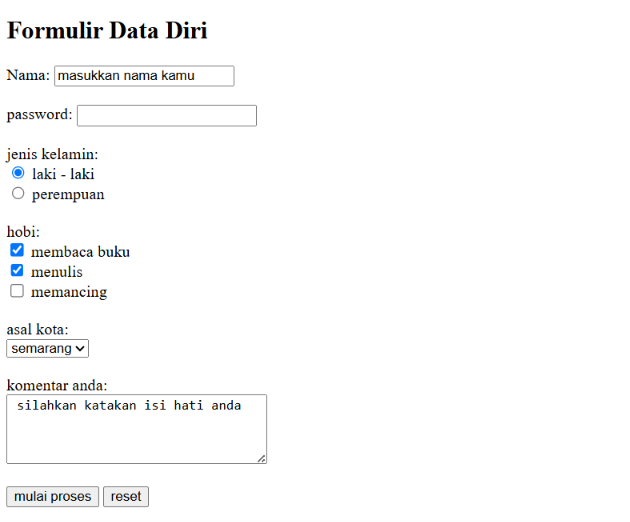 Formulir Data Diri
Nama: masukkan nama kamu
password:
jenis kelamin:
laki - laki
perempuan
hobi:
membaca buku
menulis
memancing
asal kota:
semarang
komentar anda:
silahkan katakan isi hati anda
mulai proses reset